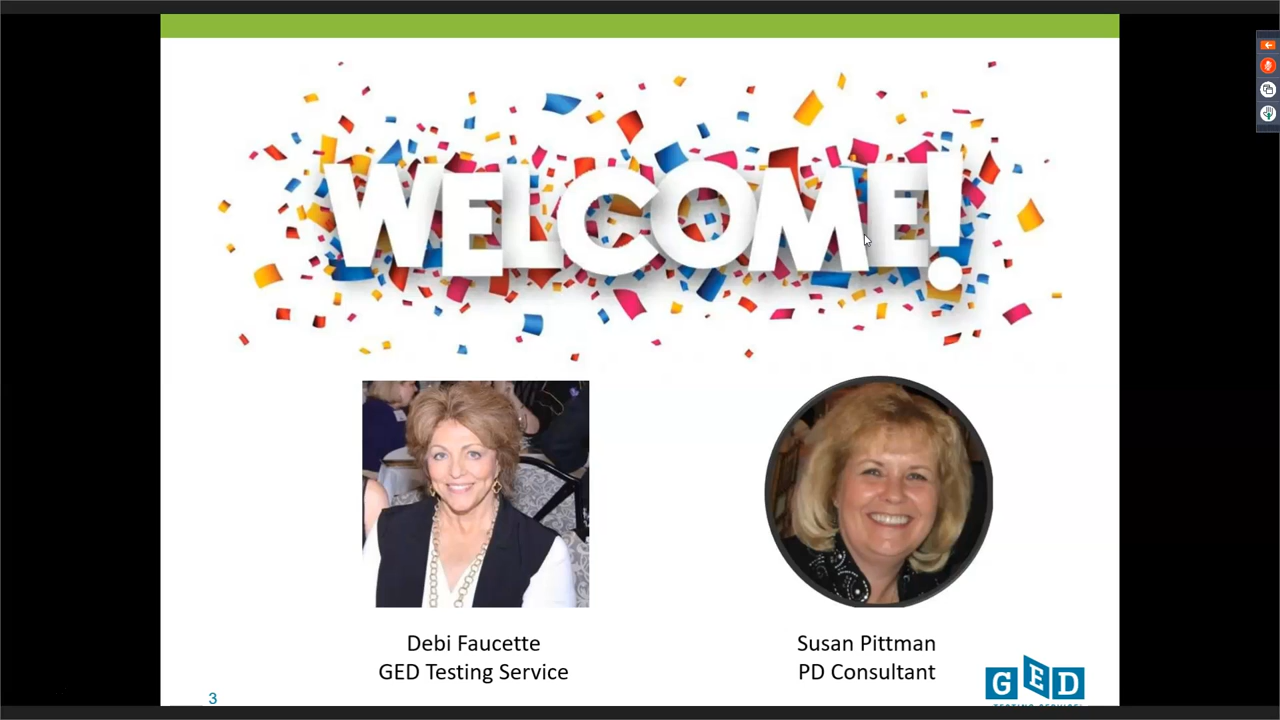 WELCOME!
Debi Faucette
GED Testing Service
Susan Pittman
PD Consultant
3
GED
TESTING SERVICE